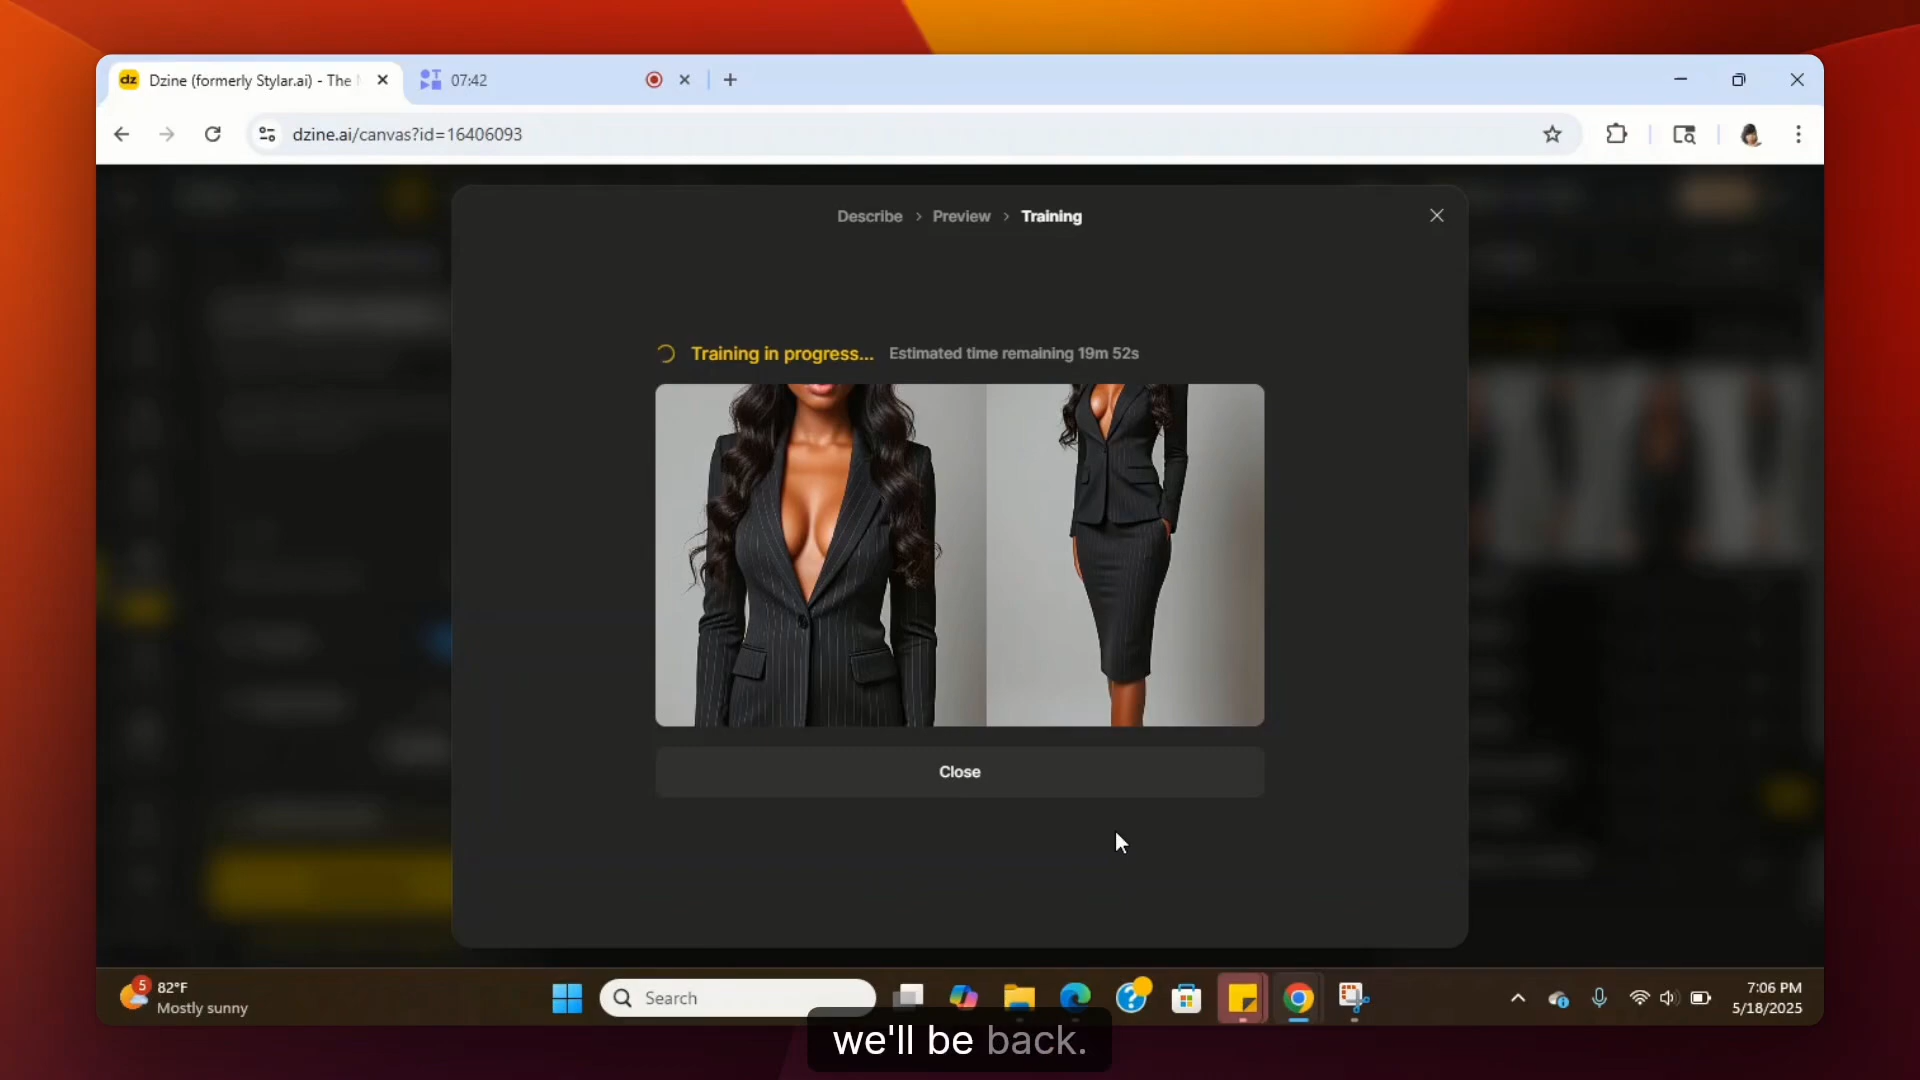 dz Dzine (formerly Stylar.ai) - The
07:42
dzine.ai/canvas?id=16406093
Describe > Preview > Training
Training in progress... Estimated time remaining 19m 52s
Close
5
82°F
Mostly sunny
Search
7:06 PM
5/18/2025
we'll be back.